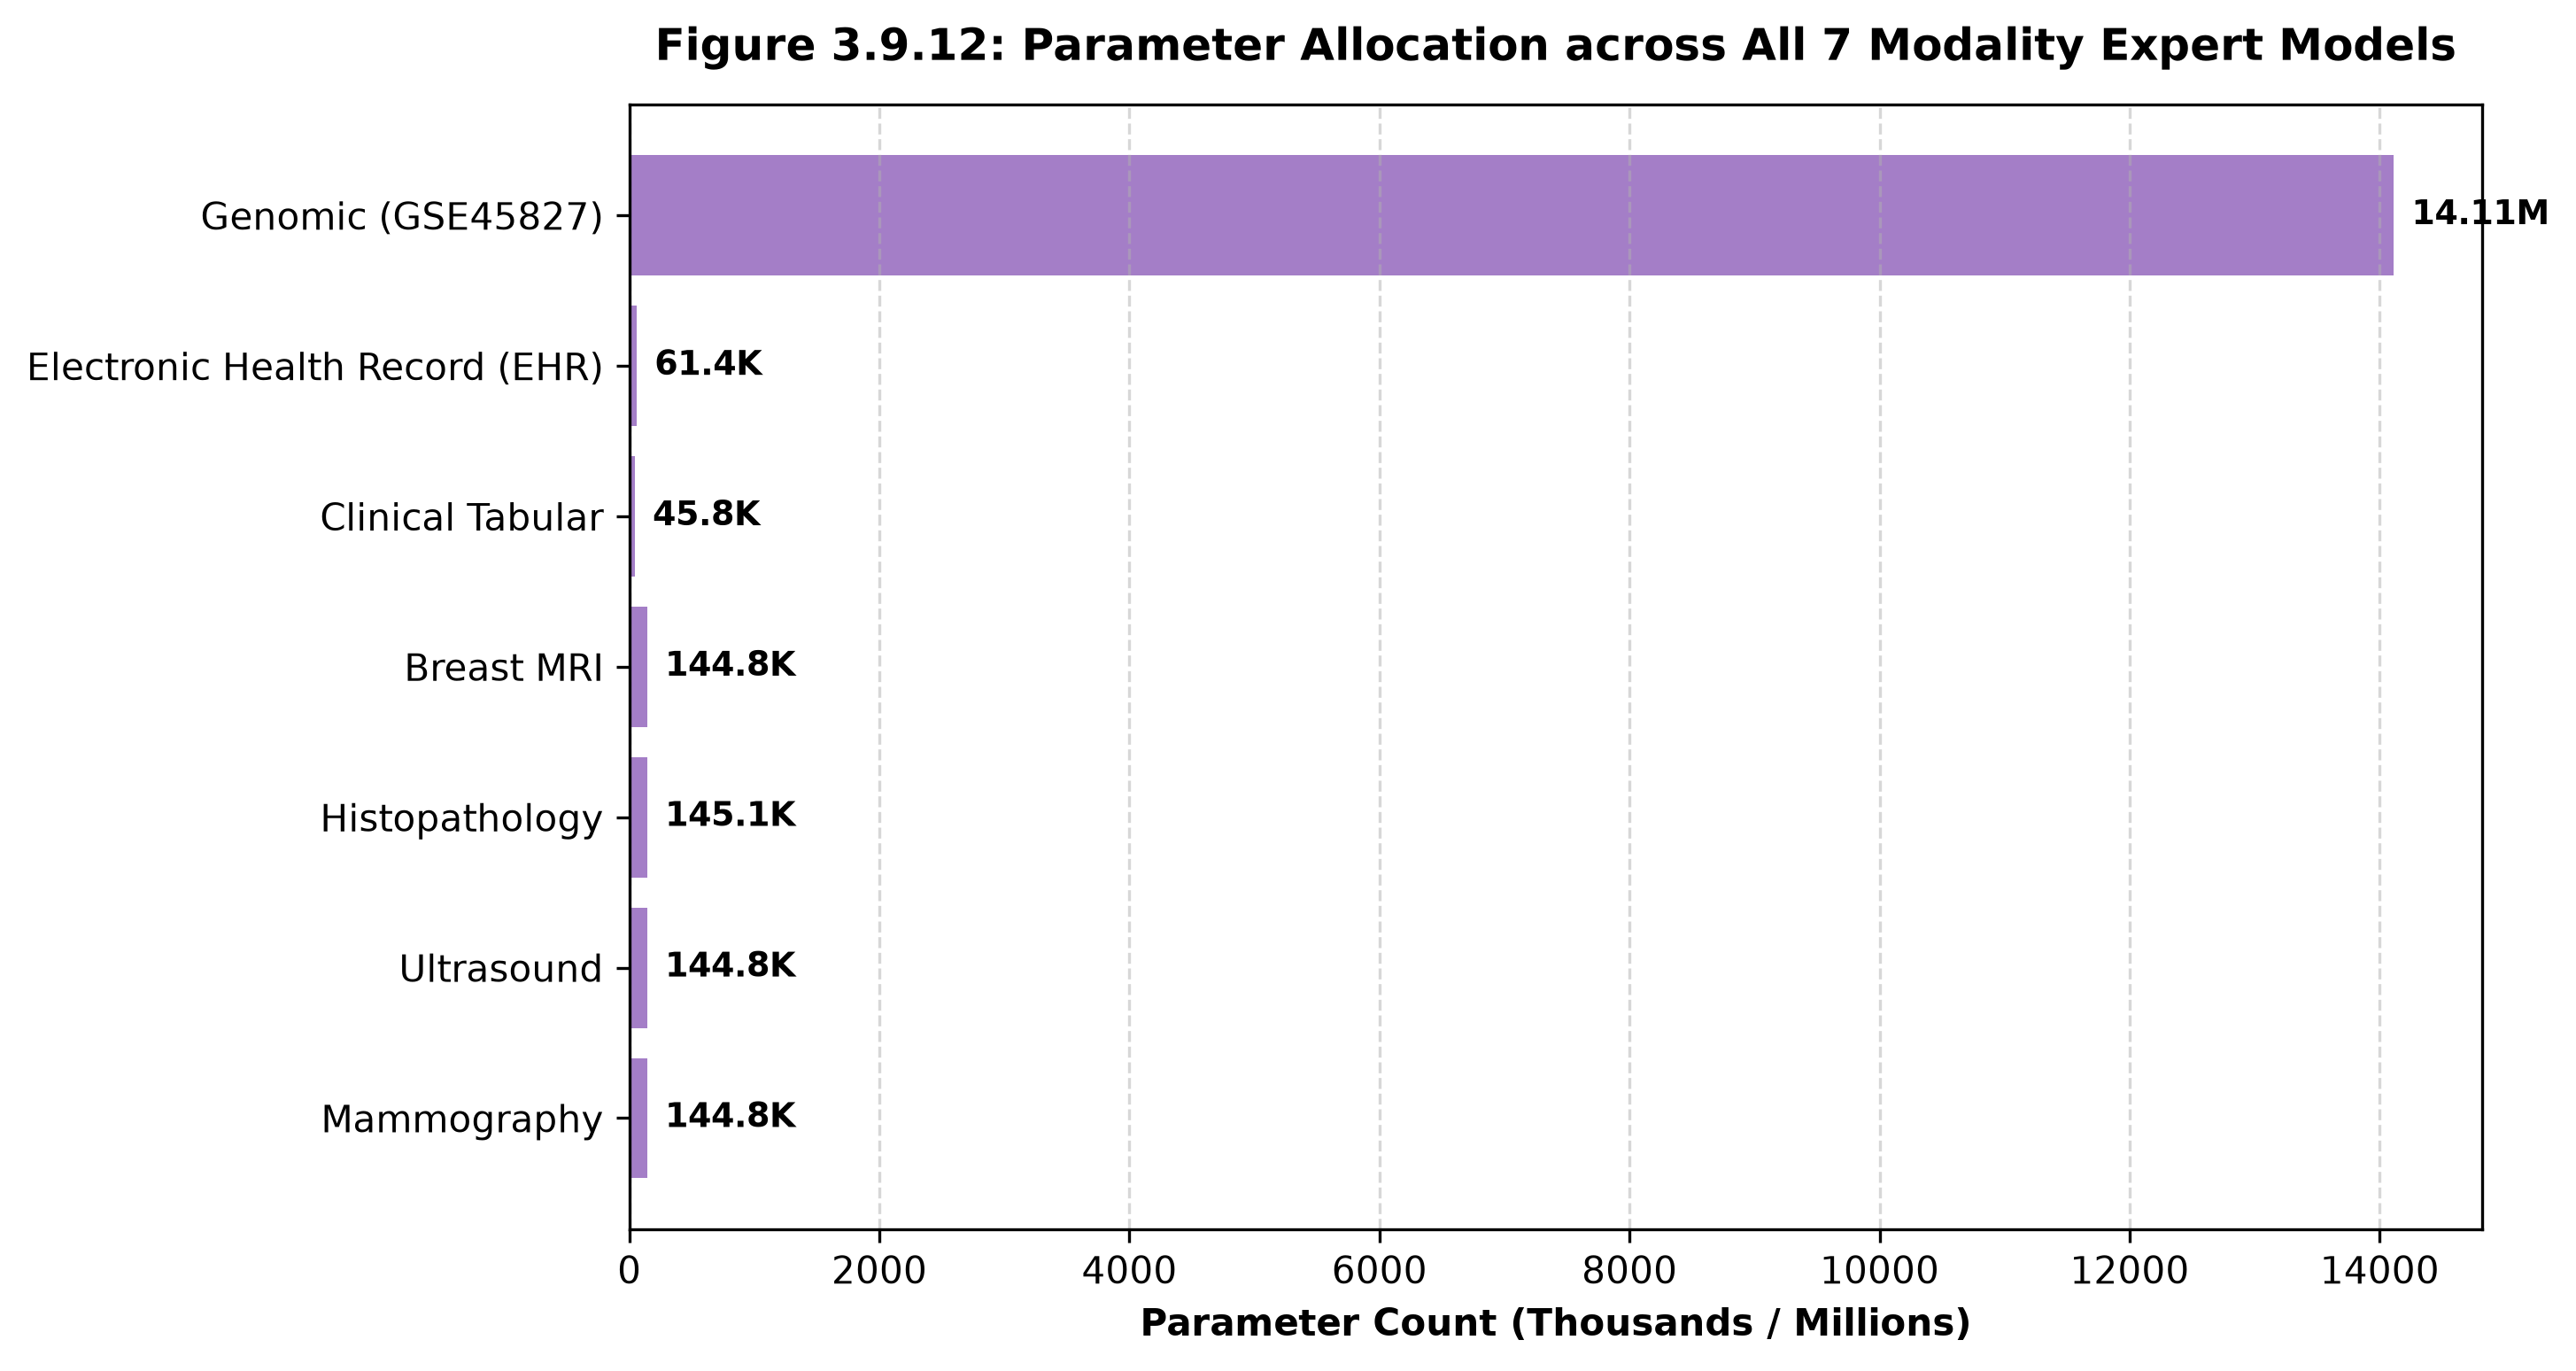 Figure 3.9.12: Parameter Allocation across All 7 Modality Expert Models
Genomic (GSE45827)
14.11M
Electronic Health Record (EHR)
61.4K
Clinical Tabular
45.8K
Breast MRI
144.8K
Histopathology
145.1K
Ultrasound
144.8K
Mammography
144.8K
0 2000 4000 6000 8000 10000 12000 14000
Parameter Count (Thousands / Millions)